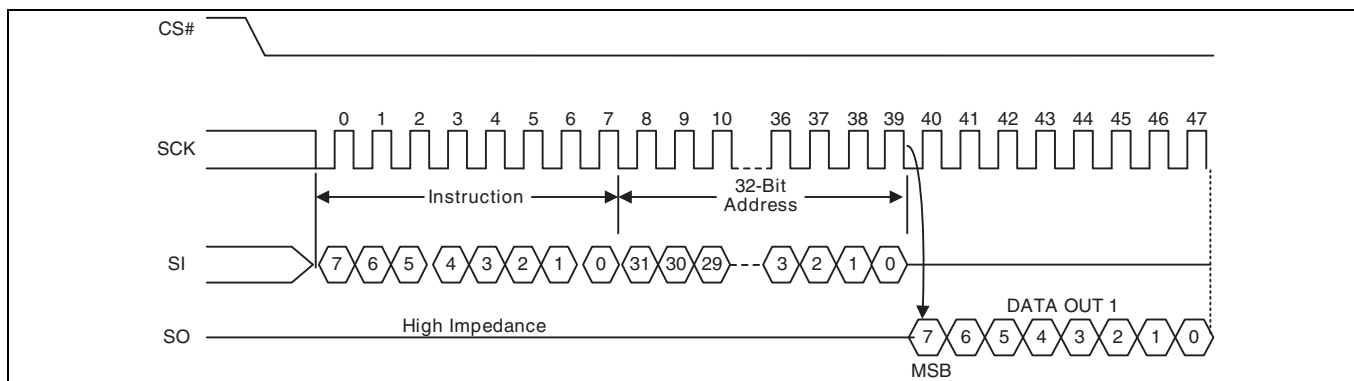 CS#
0 1 2 3 4 5 6 7 8 9 10 36 37 38 39 40 41 42 43 44 45 46 47
SCK
Instruction
32-Bit
Address
SI
7 6 5 4 3 2 1 0 31 30 29 3 2 1 0
DATA OUT 1
High Impedance
SO
7 6 5 4 3 2 1 0
MSB